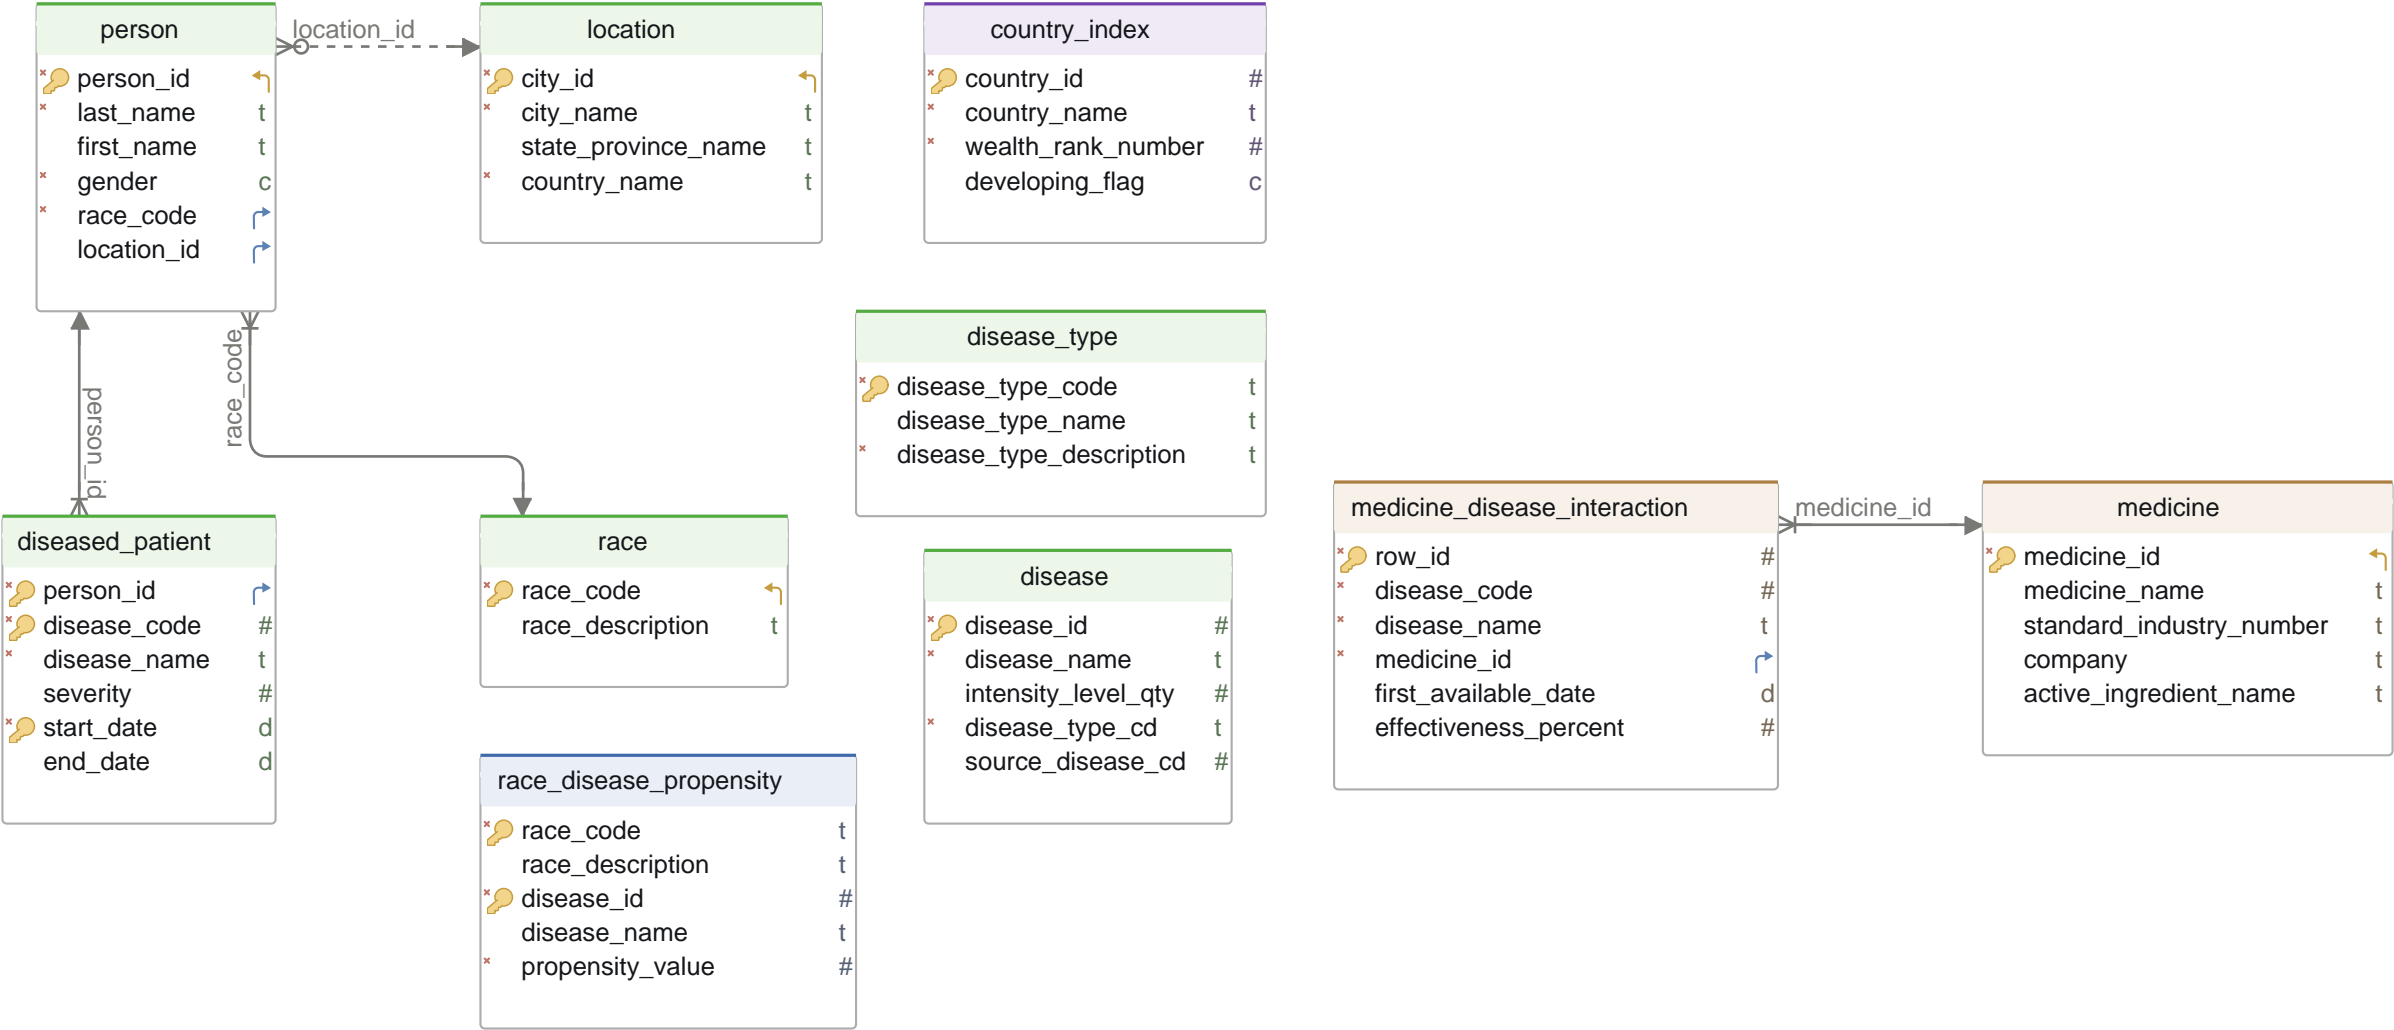 person
person_id
last_name t
first_name t
gender c
race_code
location_id
location_id
location
city_id
city_name t
state_province_name t
country_name t
country_index
country_id #
country_name t
wealth_rank_number #
developing_flag c
person_id
race_code
disease_type
disease_type_code t
disease_type_name t
disease_type_description t
diseased_patient
person_id
disease_code #
disease_name t
severity #
start_date d
end_date d
race
race_code
race_description t
disease
disease_id #
disease_name t
intensity_level_qty #
disease_type_cd t
source_disease_cd #
medicine_disease_interaction
row_id #
disease_code #
disease_name t
medicine_id
first_available_date d
effectiveness_percent #
medicine_id
medicine
medicine_id
medicine_name t
standard_industry_number t
company t
active_ingredient_name t
race_disease_propensity
race_code t
race_description t
disease_id #
disease_name t
propensity_value #